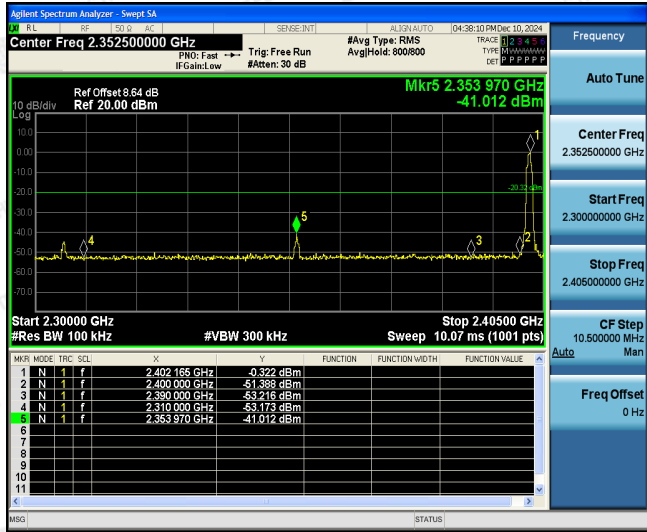 Agilent Spectrum Analyzer - Swept SA
RL RF 50 Ω AC SENSE:INT ALIGN AUTO 04:38:10 PM Dec 10, 2024
Center Freq 2.352500000 GHz
PNO: Fast
IFGain:Low
Trig: Free Run
#Atten: 30 dB
#Avg Type: RMS
Avg|Hold: 800/800
TRACE 1 2 3 4 5 6
TYPE M
DET P P P P P P
Ref Offset 8.64 dB
Ref 20.00 dBm
10 dB/div
Log
Mkr5 2.353 970 GHz
-41.012 dBm
10.0
0.00
-10.0
-20.0
-30.0
-40.0
-50.0
-60.0
-70.0
1
-20.32 dBm
5
4
3
2
Start 2.30000 GHz Stop 2.40500 GHz
#Res BW 100 kHz #VBW 300 kHz Sweep 10.07 ms (1001 pts)
MKR MODE TRC SCL X Y FUNCTION FUNCTION WIDTH FUNCTION VALUE
1 N 1 f 2.402 165 GHz -0.322 dBm
2 N 1 f 2.400 000 GHz -51.388 dBm
3 N 1 f 2.390 000 GHz -53.216 dBm
4 N 1 f 2.310 000 GHz -53.173 dBm
5 N 1 f 2.353 970 GHz -41.012 dBm
6
7
8
9
10
11
MSG STATUS
Frequency
Auto Tune
Center Freq
2.352500000 GHz
Start Freq
2.300000000 GHz
Stop Freq
2.405000000 GHz
CF Step
10.500000 MHz
Auto Man
Freq Offset
0 Hz